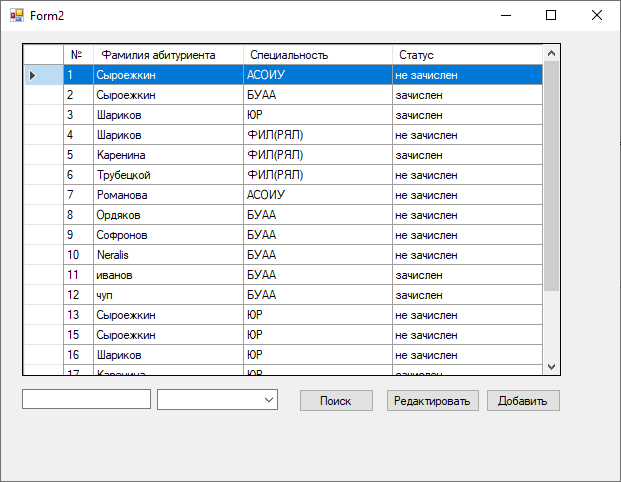 Form2
№ Фамилия абитуриента Специальность Статус
1 Сыроежкин АСОИУ не зачислен
2 Сыроежкин БУАА зачислен
3 Шариков ЮР зачислен
4 Шариков ФИЛ(РЯЛ) не зачислен
5 Каренина ФИЛ(РЯЛ) зачислен
6 Трубецкой ФИЛ(РЯЛ) не зачислен
7 Романова АСОИУ не зачислен
8 Ордяков БУАА не зачислен
9 Софронов БУАА не зачислен
10 Neralis БУАА не зачислен
11 иванов БУАА зачислен
12 чуп БУАА зачислен
13 Сыроежкин ЮР не зачислен
15 Сыроежкин ЮР не зачислен
16 Шариков ЮР не зачислен
17 Каренина ЮР зачислен
Поиск Редактировать Добавить